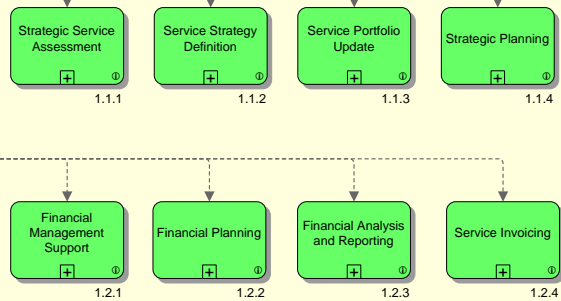 Strategic Service
Assessment
1.1.1
Service Strategy
Definition
1.1.2
Service Portfolio
Update
1.1.3
Strategic Planning
1.1.4
Financial
Management
Support
1.2.1
Financial Planning
1.2.2
Financial Analysis
and Reporting
1.2.3
Service Invoicing
1.2.4